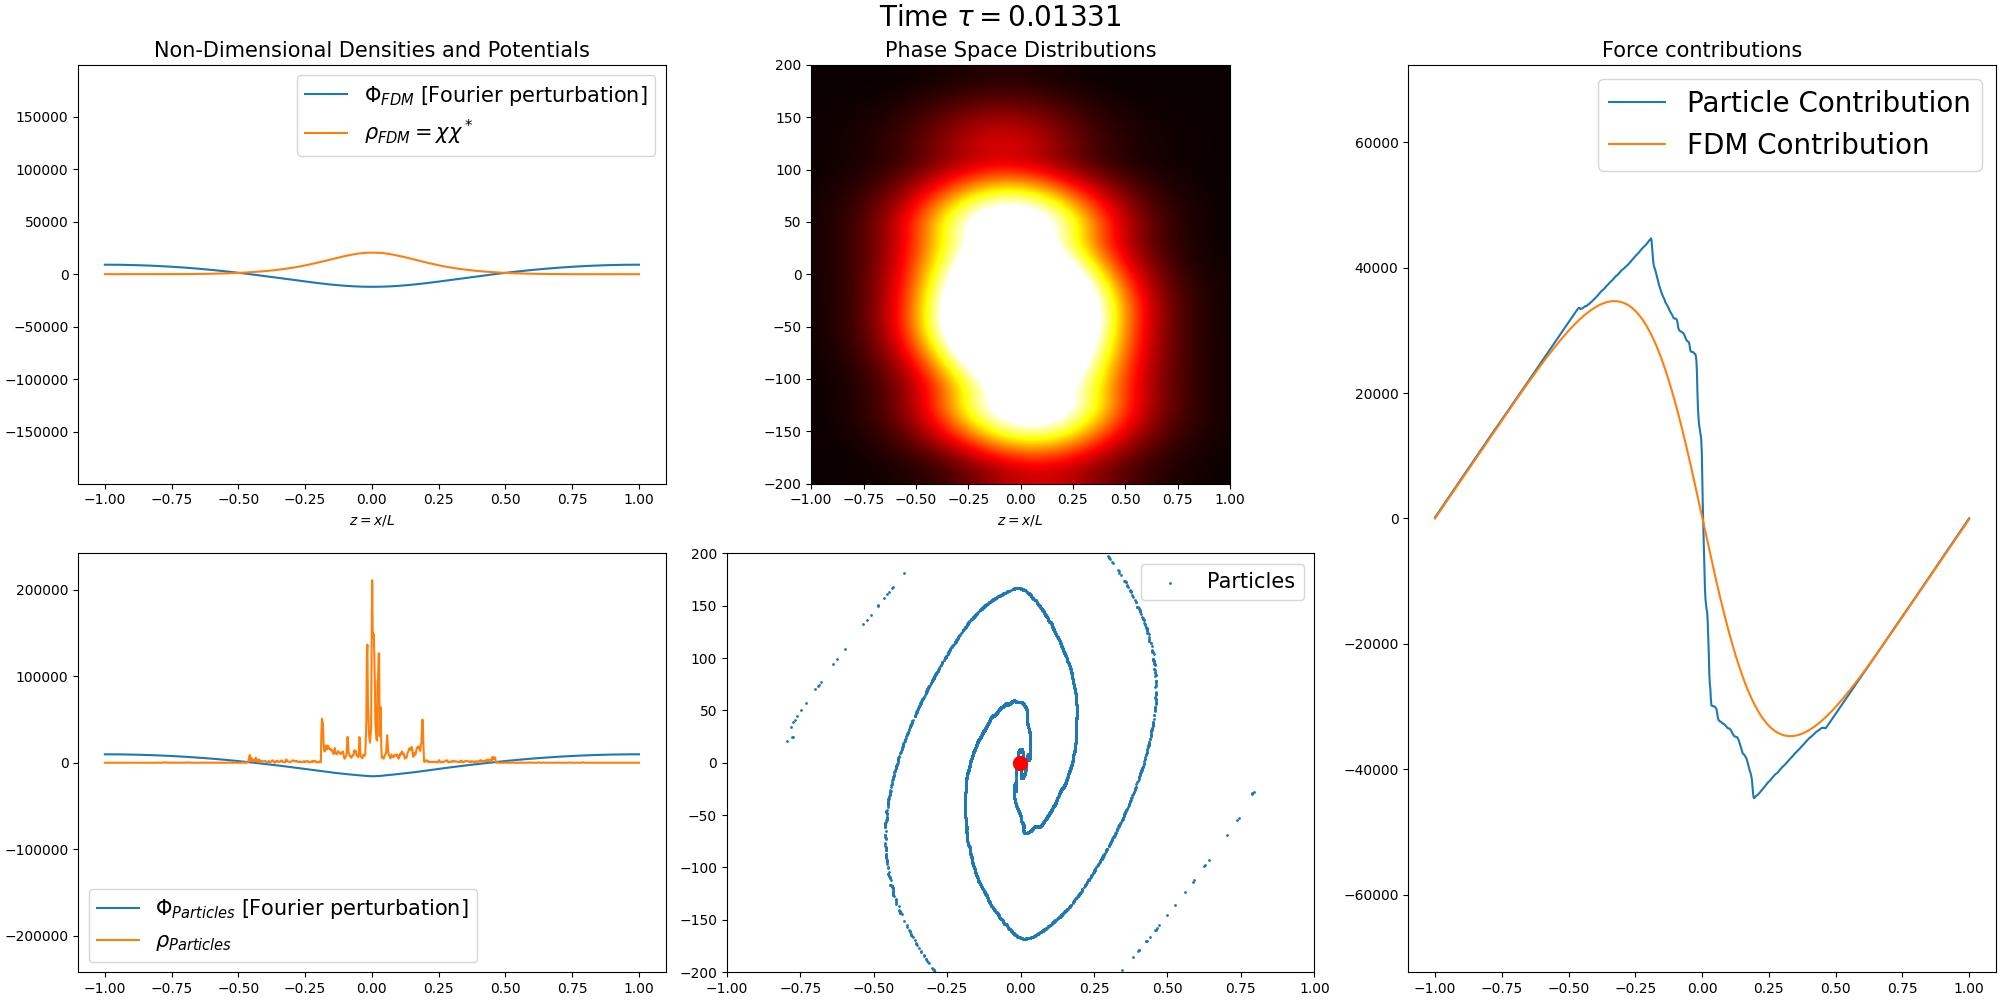 Time τ = 0.01331
Non-Dimensional Densities and Potentials
Φ_FDM [Fourier perturbation]
ρ_FDM = χχ*
150000
100000
50000
0
−50000
−100000
−150000
−1.00 −0.75 −0.50 −0.25 0.00 0.25 0.50 0.75 1.00
z = x/L
Phase Space Distributions
200
150
100
50
0
−50
−100
−150
−200
−1.00 −0.75 −0.50 −0.25 0.00 0.25 0.50 0.75 1.00
z = x/L
Force contributions
Particle Contribution
FDM Contribution
60000
40000
20000
0
−20000
−40000
−60000
−1.00 −0.75 −0.50 −0.25 0.00 0.25 0.50 0.75 1.00
200000
100000
0
−100000
−200000
Φ_Particles [Fourier perturbation]
ρ_Particles
−1.00 −0.75 −0.50 −0.25 0.00 0.25 0.50 0.75 1.00
Particles
200
150
100
50
0
−50
−100
−150
−200
−1.00 −0.75 −0.50 −0.25 0.00 0.25 0.50 0.75 1.00